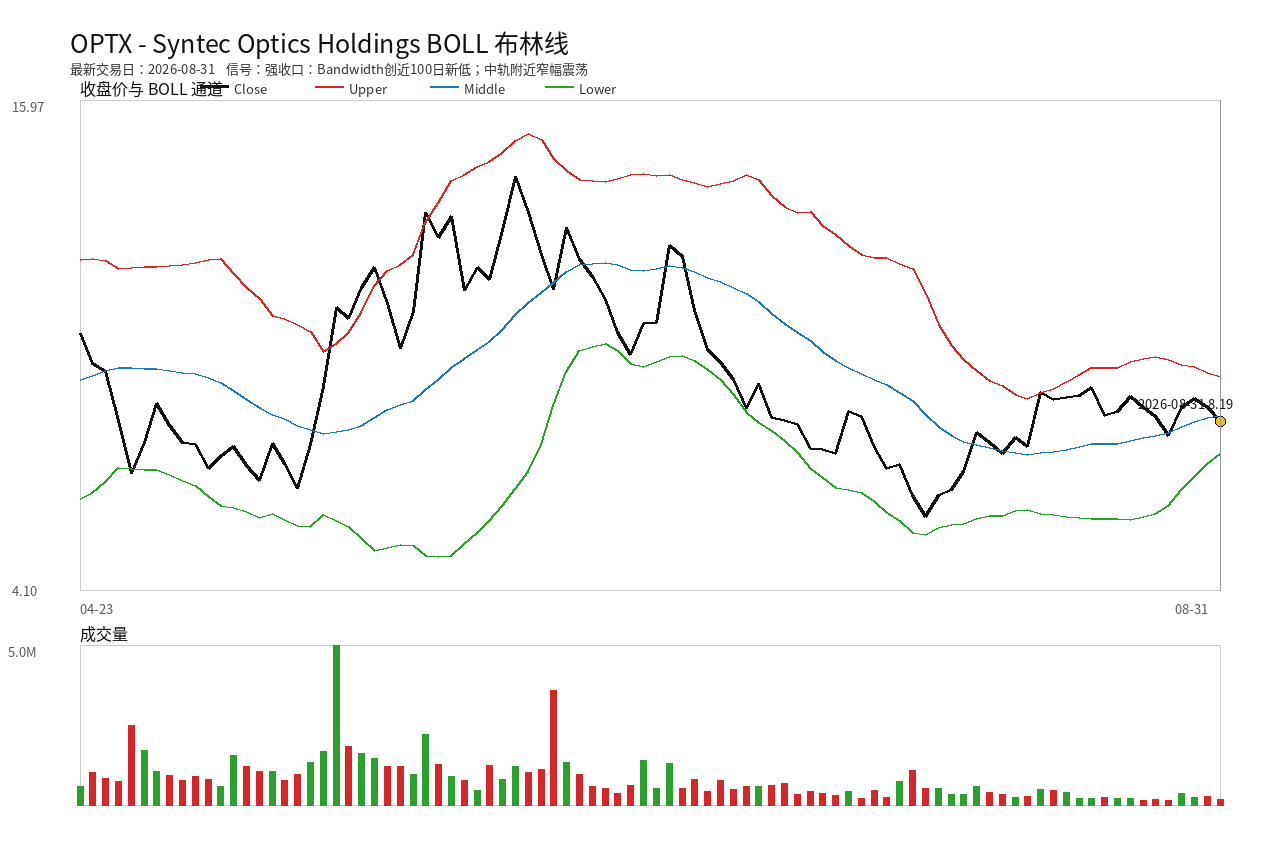 OPTX - Syntec Optics Holdings BOLL 布林线
最新交易日：2026-08-31 信号：强收口：Bandwidth创近100日新低；中轨附近窄幅震荡
收盘价与 BOLL 通道 Close Upper Middle Lower
15.97
2026-08-31 8.19
4.10
04-23 08-31
成交量
5.0M